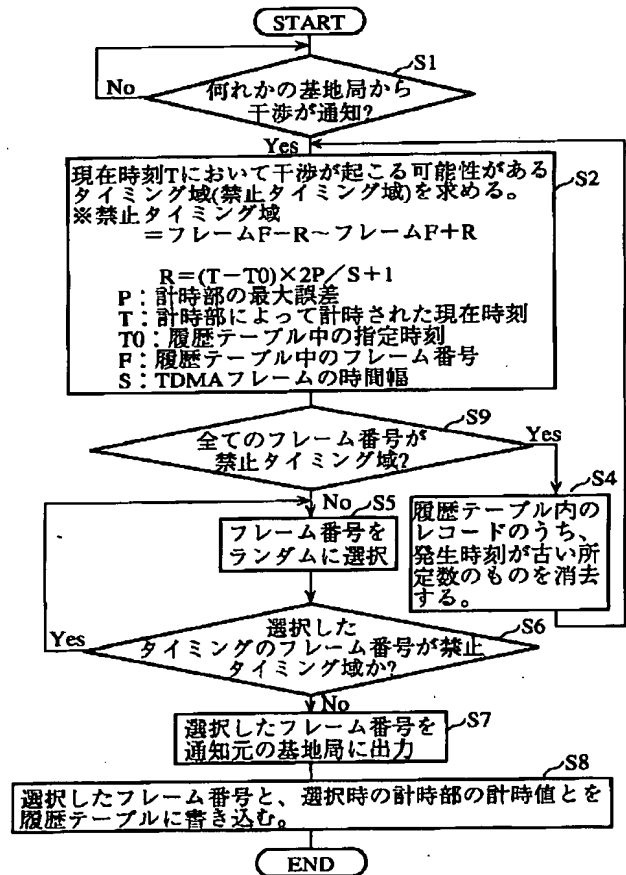 START
S1
No
何れかの基地局から
干渉が通知?
Yes
S2
現在時刻Tにおいて干渉が起こる可能性がある
タイミング域(禁止タイミング域)を求める。
※禁止タイミング域
=フレームF-R~フレームF+R
R=(T-T0)×2P/S+1
P:計時部の最大誤差
T:計時部によって計時された現在時刻
T0:履歴テーブル中の指定時刻
F:履歴テーブル中のフレーム番号
S:TDMAフレームの時間幅
S9
全てのフレーム番号が
禁止タイミング域?
Yes
No
S4
履歴テーブル内の
レコードのうち、
発生時刻が古い所
定数のものを消去
する。
S5
フレーム番号を
ランダムに選択
S6
選択した
タイミングのフレーム番号が禁止
タイミング域か?
Yes
No
S7
選択したフレーム番号を
通知元の基地局に出力
S8
選択したフレーム番号と、選択時の計時部の計時値とを
履歴テーブルに書き込む。
END